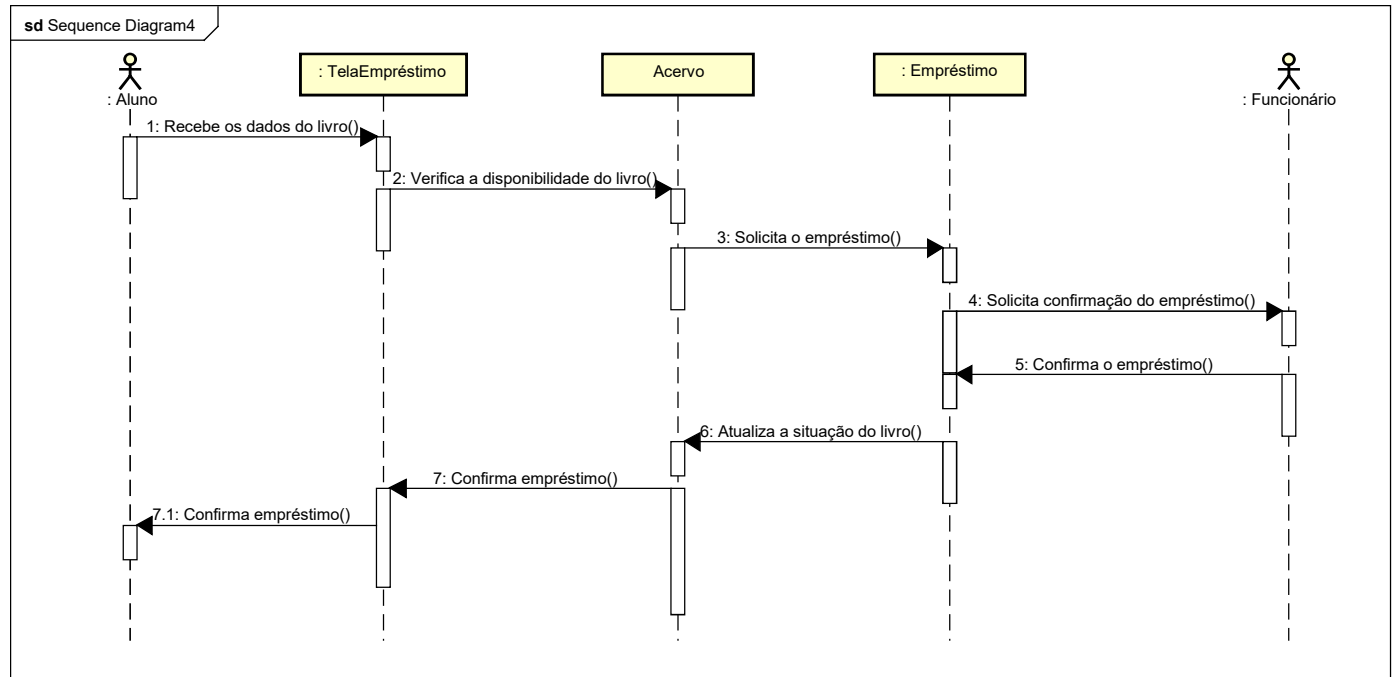 sd Sequence Diagram4
: Aluno
: TelaEmpréstimo
Acervo
: Empréstimo
: Funcionário
1: Recebe os dados do livro()
2: Verifica a disponibilidade do livro()
3: Solicita o empréstimo()
4: Solicita confirmação do empréstimo()
5: Confirma o empréstimo()
6: Atualiza a situação do livro()
7: Confirma empréstimo()
7.1: Confirma empréstimo()